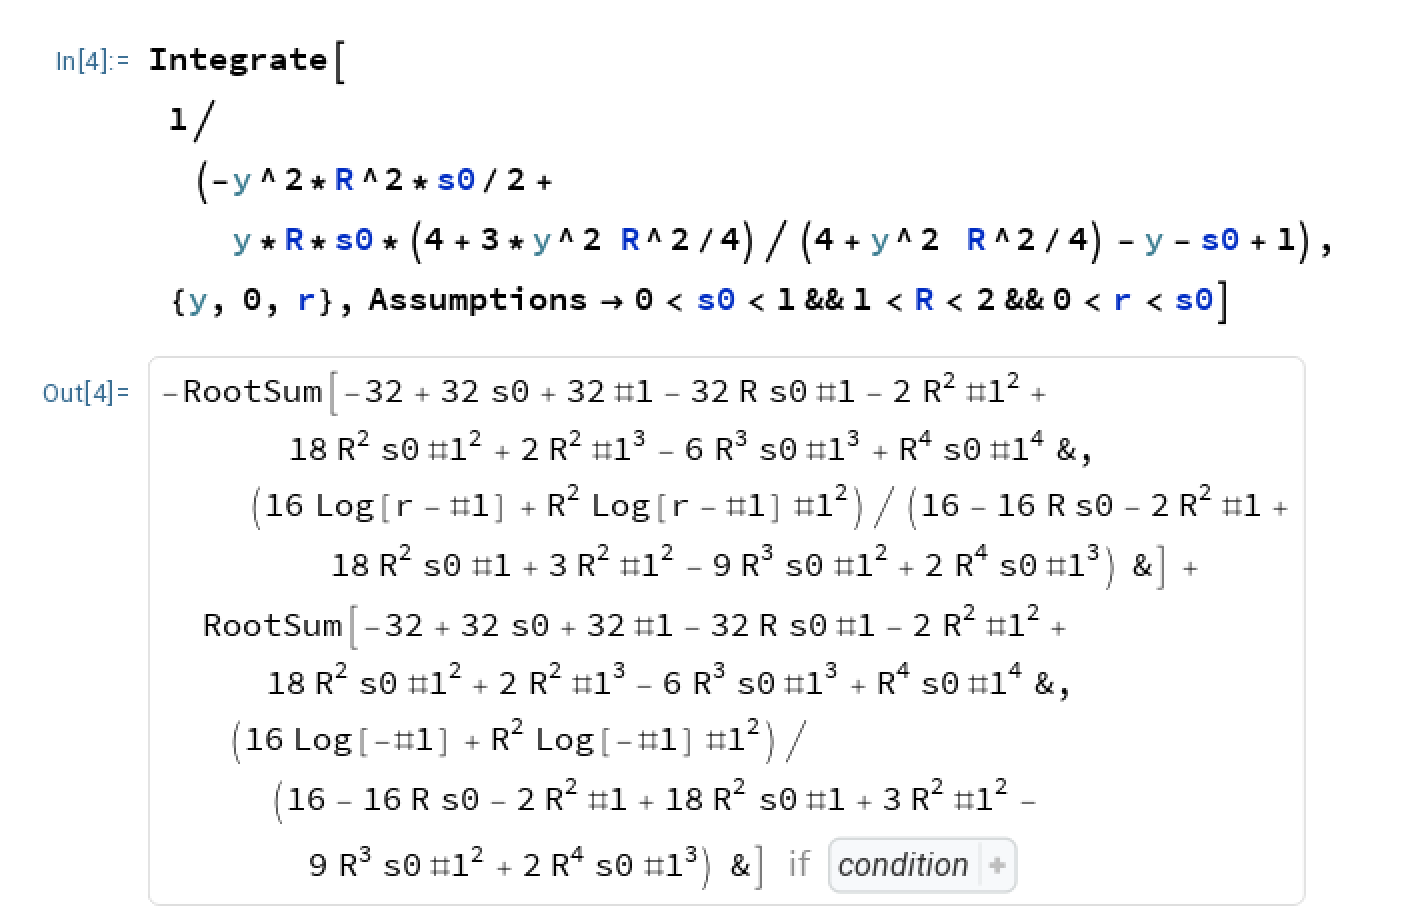 In[4]:= Integrate[
1/
(-y^2*R^2*s0/2+
y*R*s0*(4+3*y^2 R^2/4)/(4+y^2 R^2/4)-y-s0+1),
{y, 0, r}, Assumptions → 0 < s0 < 1 && 1 < R < 2 && 0 < r < s0]
Out[4]= -RootSum[-32 + 32 s0 + 32 #1 - 32 R s0 #1 - 2 R² #1² +
18 R² s0 #1² + 2 R² #1³ - 6 R³ s0 #1³ + R⁴ s0 #1⁴ &,
(16 Log[r - #1] + R² Log[r - #1] #1²)/(16 - 16 R s0 - 2 R² #1 +
18 R² s0 #1 + 3 R² #1² - 9 R³ s0 #1² + 2 R⁴ s0 #1³) &] +
RootSum[-32 + 32 s0 + 32 #1 - 32 R s0 #1 - 2 R² #1² +
18 R² s0 #1² + 2 R² #1³ - 6 R³ s0 #1³ + R⁴ s0 #1⁴ &,
(16 Log[-#1] + R² Log[-#1] #1²)/
(16 - 16 R s0 - 2 R² #1 + 18 R² s0 #1 + 3 R² #1² -
9 R³ s0 #1² + 2 R⁴ s0 #1³) &] if condition +